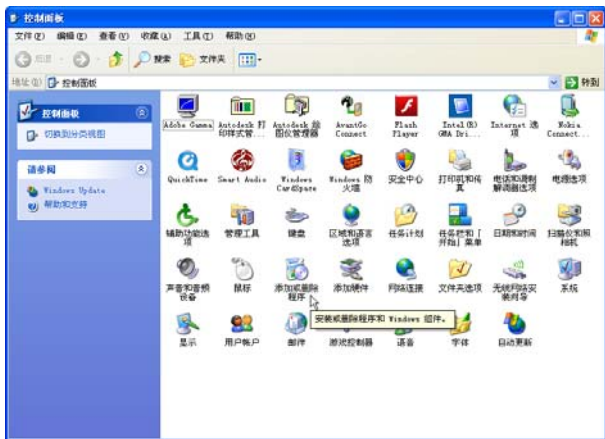 控制面板
文件(F) 编辑(E) 查看(V) 收藏(A) 工具(T) 帮助(H)
后退 搜索 文件夹
地址(D) 控制面板 转到
控制面板
切换到分类视图
请参阅
Windows Update
帮助和支持
Adobe Gamma
Autodesk 打
印样式管...
Autodesk 绘
图仪管理器
AvantGo
Connect
Flash
Player
Intel(R)
GMA Dri...
Internet 选
项
Nokia
Connect...
QuickTime
Smart Audio
Windows
CardSpace
Windows 防
火墙
安全中心
打印机和传
真
电话和调制
解调器选项
电源选项
辅助功能选
项
管理工具
键盘
区域和语言
选项
任务计划
任务栏和「
开始」菜单
日期和时间
扫描仪和照
相机
声音和音频
设备
鼠标
添加或删除
程序
添加硬件
网络连接
文件夹选项
无线网络安
装向导
系统
安装或删除程序和 Windows 组件。
显示
用户帐户
邮件
游戏控制器
语音
字体
自动更新